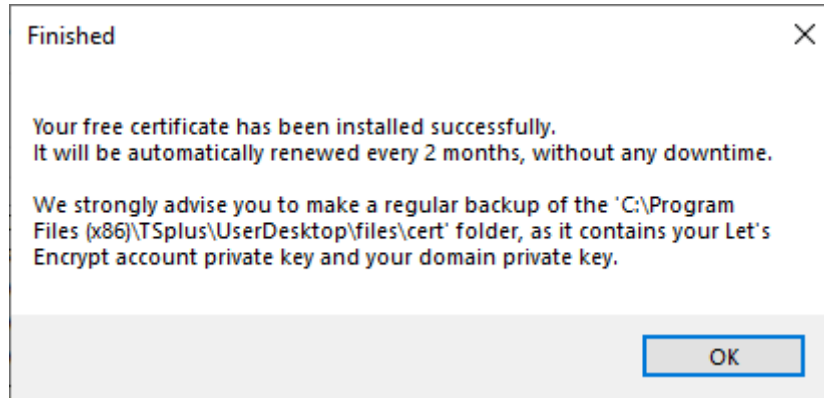 Finished
Your free certificate has been installed successfully.
It will be automatically renewed every 2 months, without any downtime.
We strongly advise you to make a regular backup of the 'C:\Program
Files (x86)\TSplus\UserDesktop\files\cert' folder, as it contains your Let's
Encrypt account private key and your domain private key.
OK